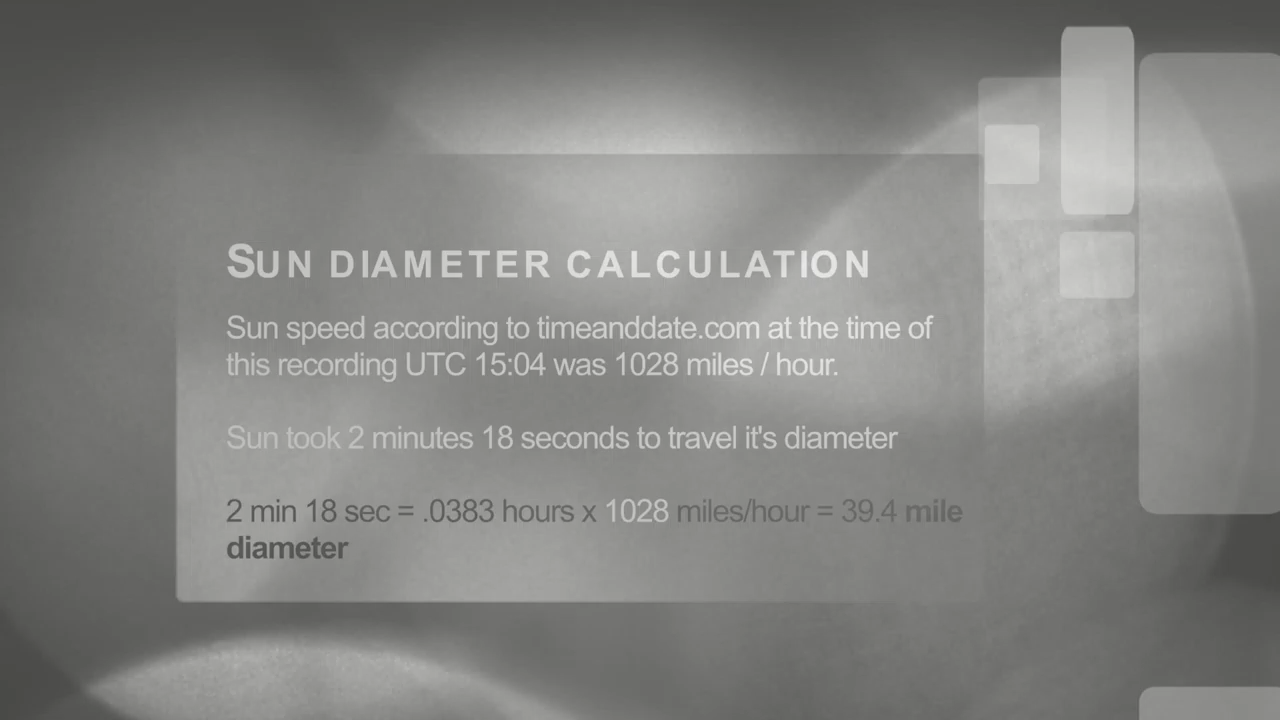 SUN DIAMETER CALCULATION
Sun speed according to timeanddate.com at the time of
this recording UTC 15:04 was 1028 miles / hour.
Sun took 2 minutes 18 seconds to travel it's diameter
2 min 18 sec = .0383 hours x 1028 miles/hour = 39.4 mile
diameter